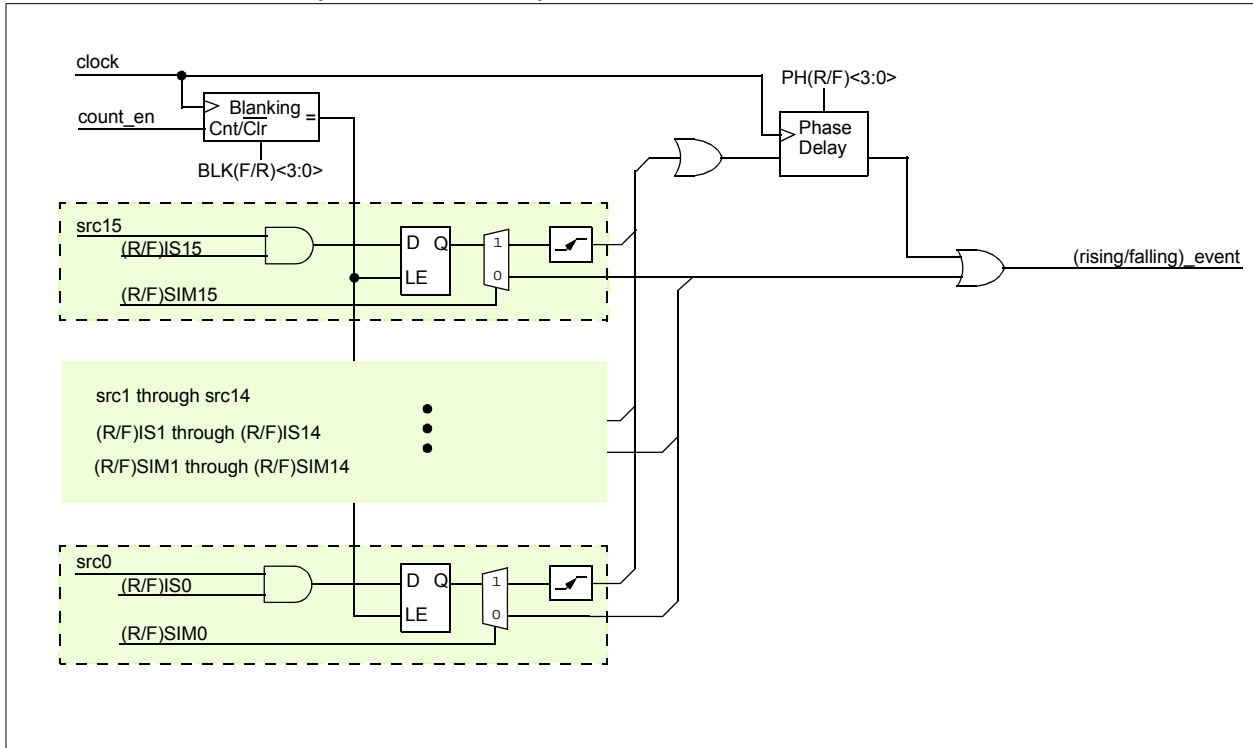 clock
PH(R/F)<3:0>
Blanking =
count_en
Cnt/Clr
Phase
Delay
BLK(F/R)<3:0>
src15
(R/F)IS15
D Q
1
LE
0
(R/F)SIM15
(rising/falling)_event
src1 through src14
(R/F)IS1 through (R/F)IS14
(R/F)SIM1 through (R/F)SIM14
src0
(R/F)IS0
D Q
1
LE
0
(R/F)SIM0